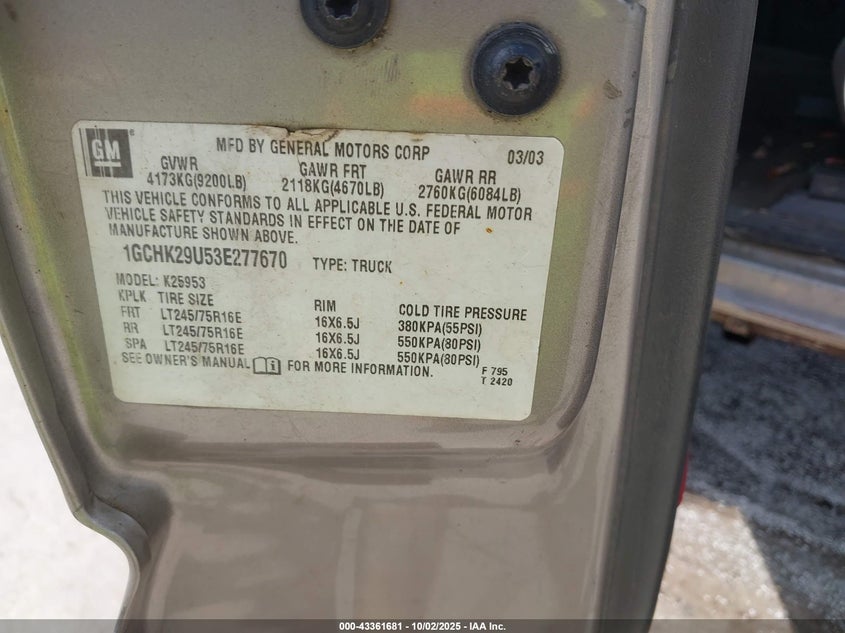 GM ®
MFD BY GENERAL MOTORS CORP 03/03
GVWR GAWR FRT GAWR RR
4173KG(9200LB) 2118KG(4670LB) 2760KG(6084LB)
THIS VEHICLE CONFORMS TO ALL APPLICABLE U.S. FEDERAL MOTOR
VEHICLE SAFETY STANDARDS IN EFFECT ON THE DATE OF
MANUFACTURE SHOWN ABOVE.
1GCHK29U53E277670 TYPE: TRUCK
MODEL: K25953
KPLK TIRE SIZE RIM COLD TIRE PRESSURE
FRT LT245/75R16E 16X6.5J 380KPA(55PSI)
RR LT245/75R16E 16X6.5J 550KPA(80PSI)
SPA LT245/75R16E 16X6.5J 550KPA(80PSI)
SEE OWNER'S MANUAL FOR MORE INFORMATION.
F 795
T 2420
000-43361681 - 10/02/2025 - IAA Inc.